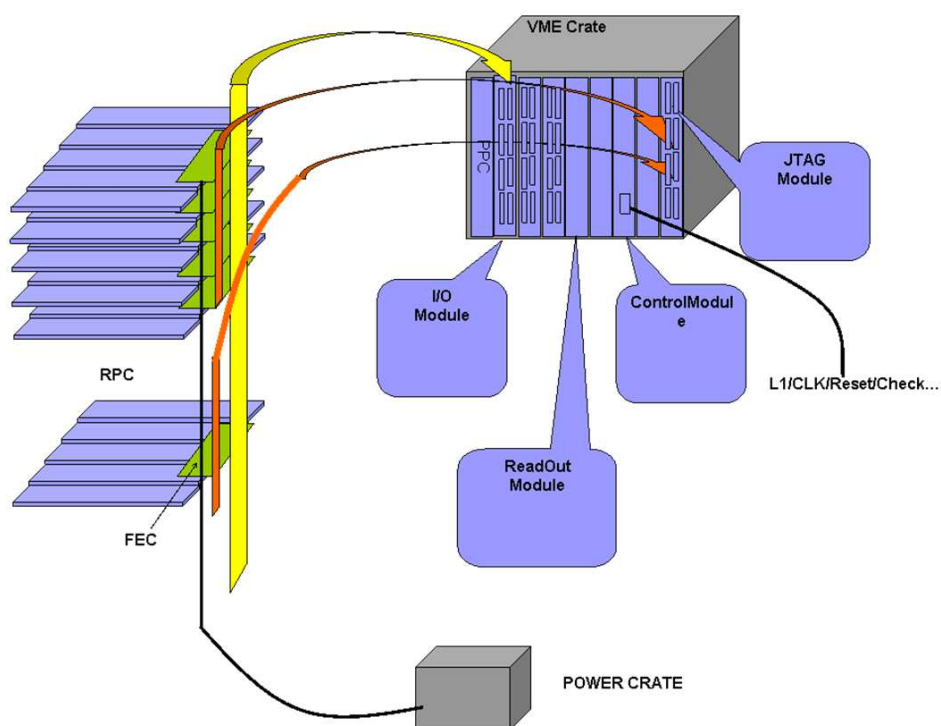 VME Crate
PPC
JTAG
Module
I/O
Module
ControlModul
e
RPC
L1/CLK/Reset/Check...
ReadOut
Module
FEC
POWER CRATE